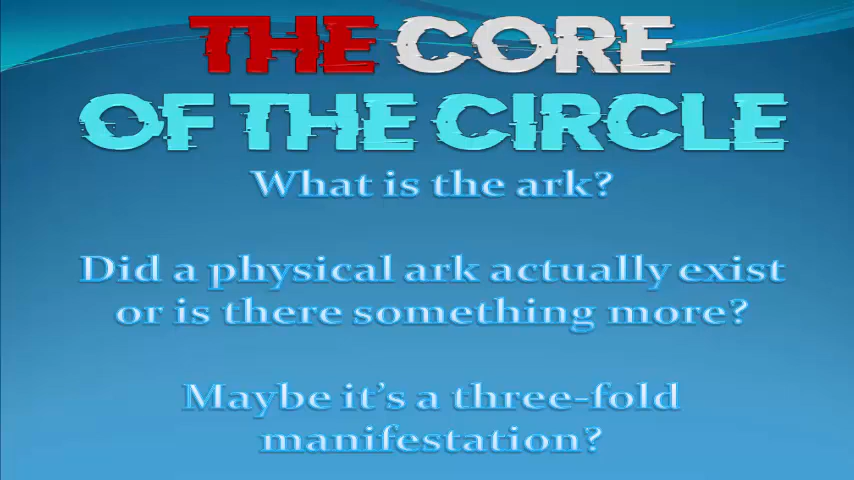 THE CORE
OF THE CIRCLE
What is the ark?
Did a physical ark actually exist
or is there something more?
Maybe it's a three-fold
manifestation?